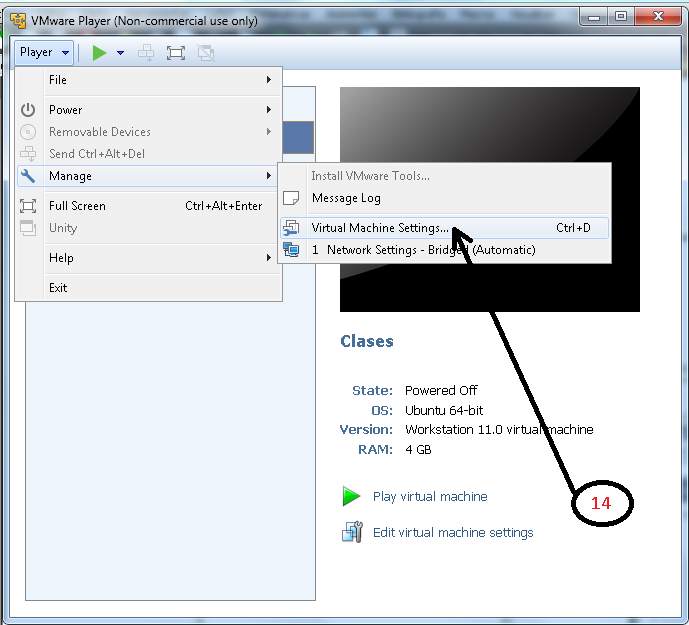 VMware Player (Non-commercial use only)
Player
File
Power
Removable Devices
Send Ctrl+Alt+Del
Manage
Full Screen Ctrl+Alt+Enter
Unity
Help
Exit
Install VMware Tools...
Message Log
Virtual Machine Settings... Ctrl+D
1 Network Settings - Bridged (Automatic)
Clases
State: Powered Off
OS: Ubuntu 64-bit
Version: Workstation 11.0 virtual machine
RAM: 4 GB
14
Play virtual machine
Edit virtual machine settings